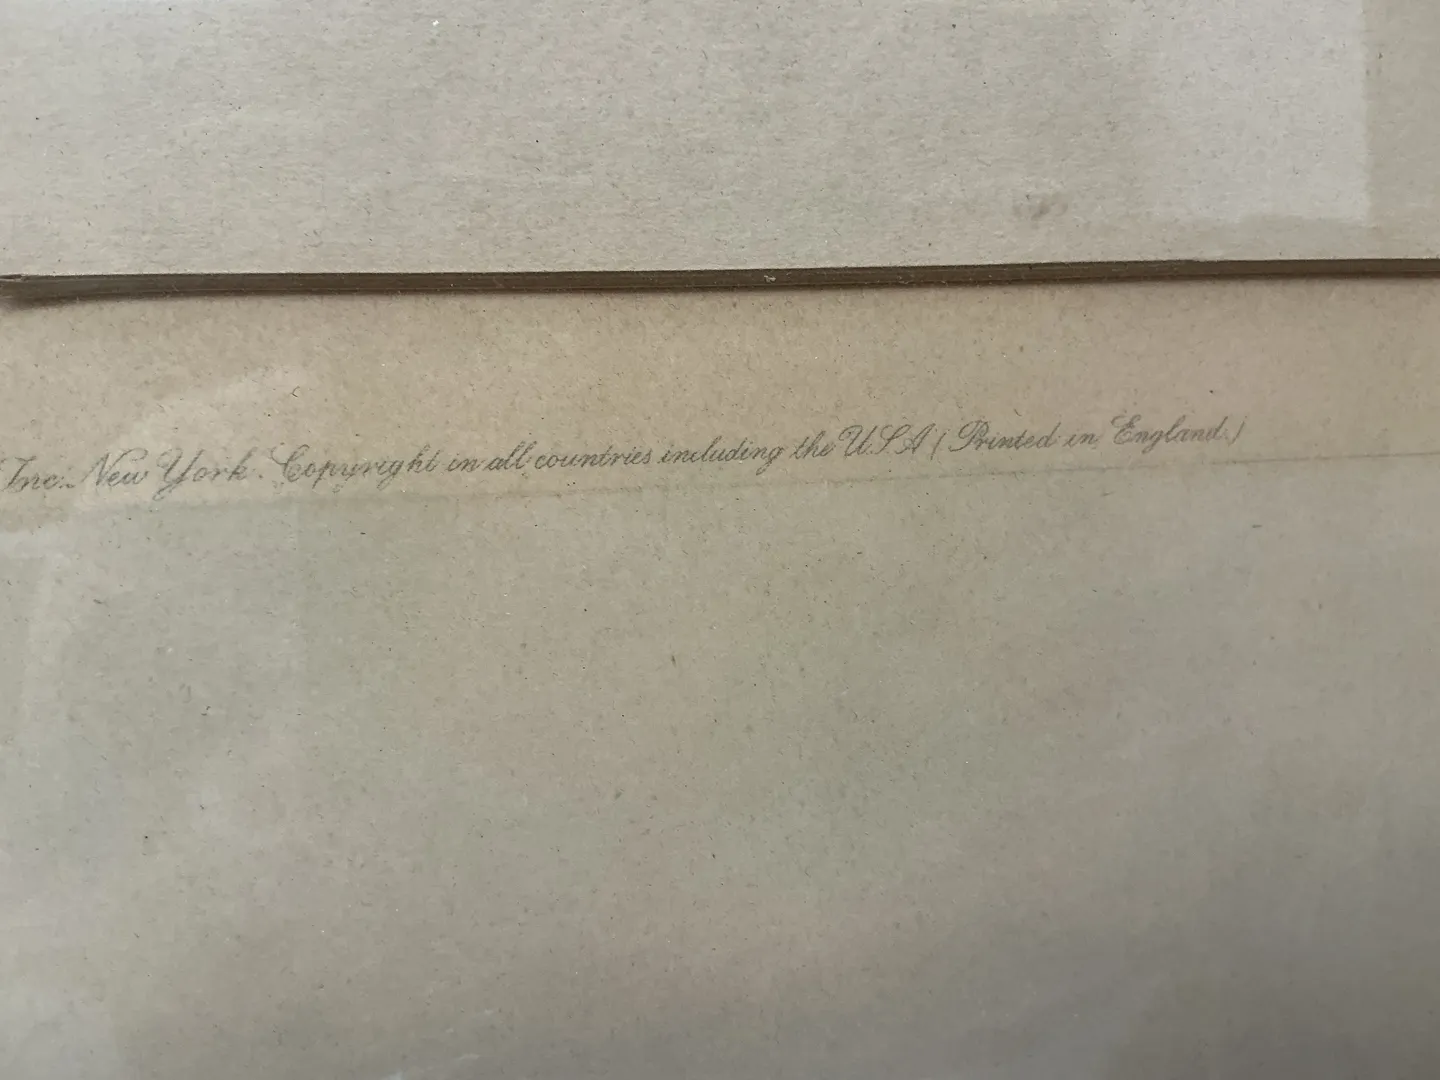 Inc. New York. Copyright in all countries including the U.S.A ( Printed in England.)